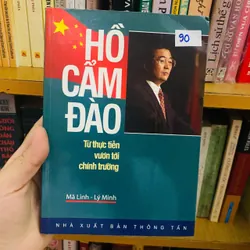 90
HỒ
CẨM
ĐÀO
Từ thực tiễn
vươn tới
chính trường
Mã Linh - Lý Minh
NHÀ XUẤT BẢN THÔNG TẤN